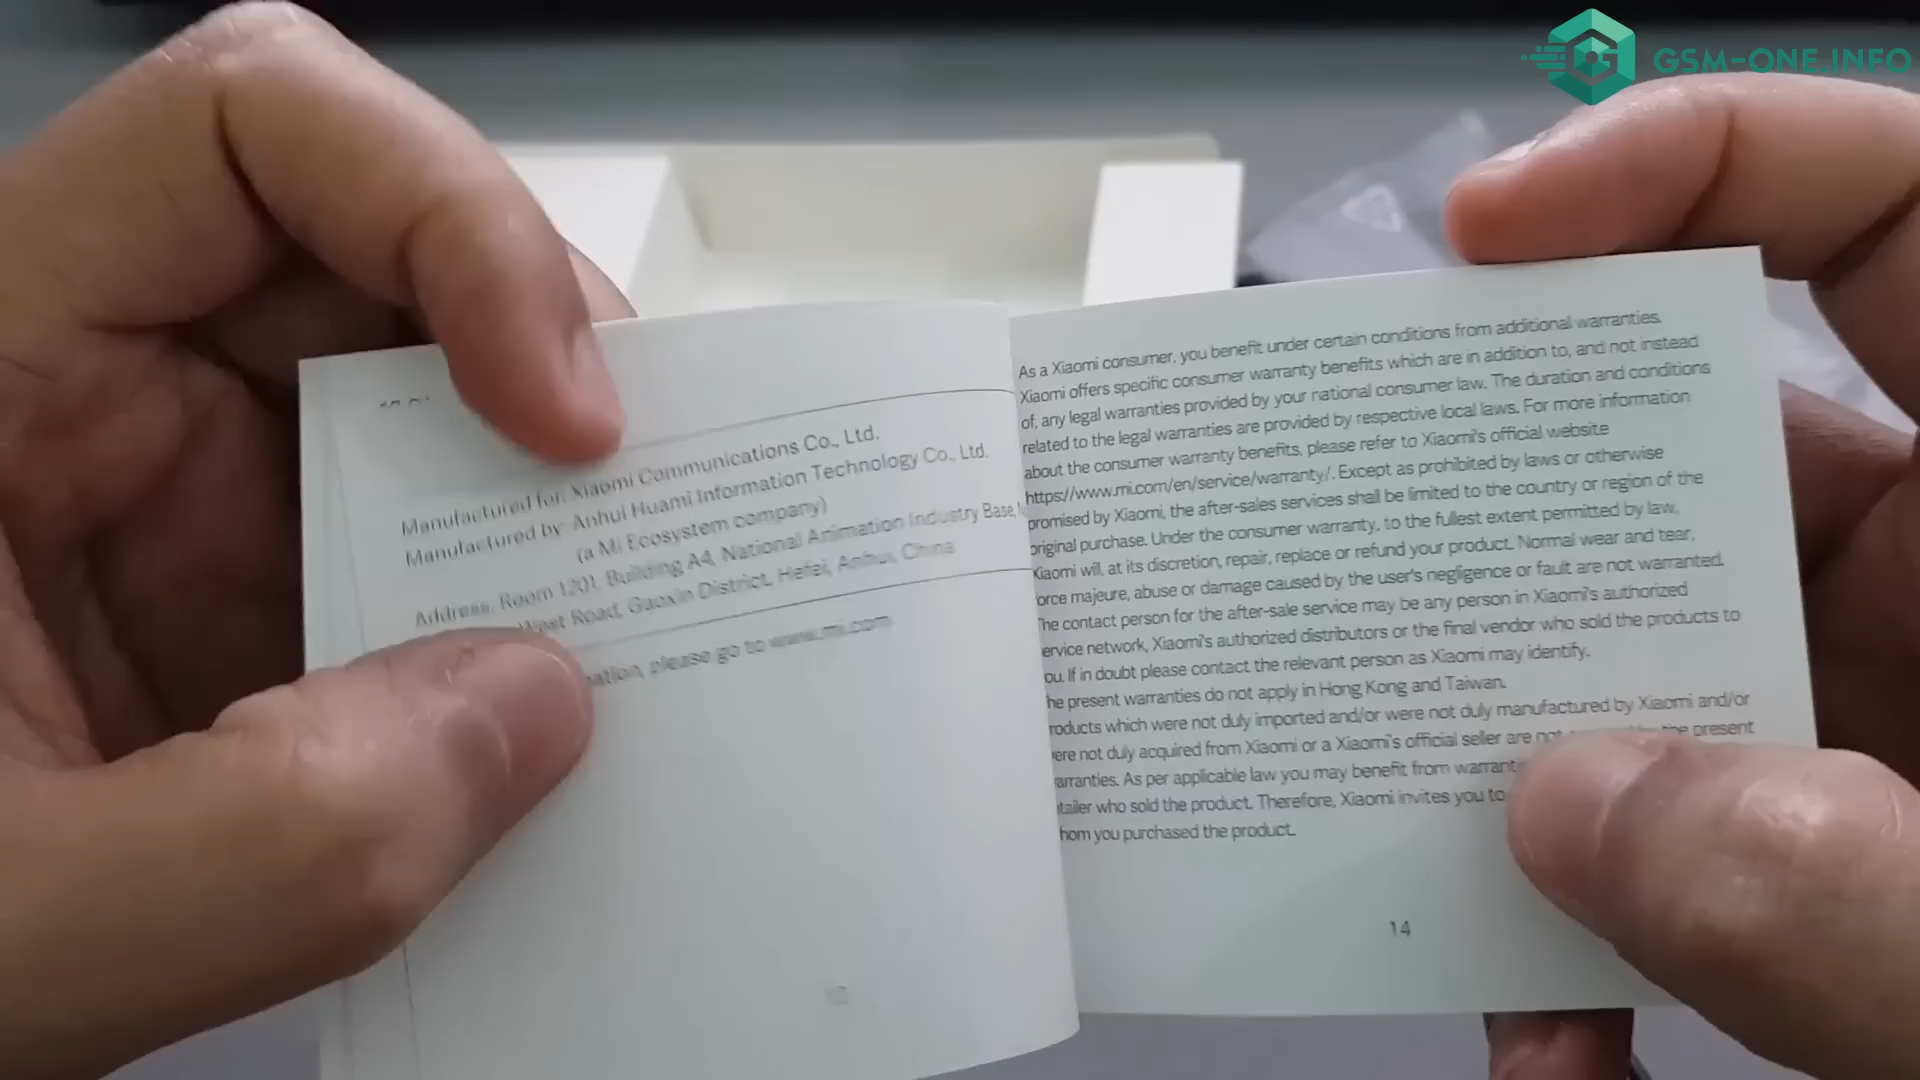 GSM-ONE.INFO
Manufactured for: Xiaomi Communications Co., Ltd.
Manufactured by: Anhui Huami Information Technology Co., Ltd.
(a Mi Ecosystem company)
Address: Room 1201, Building A4, National Animation Industry Base,
West Road, Gaoxin District, Hefei, Anhui, China
please go to www.mi.com
As a Xiaomi consumer, you benefit under certain conditions from additional warranties.
Xiaomi offers specific consumer warranty benefits which are in addition to, and not instead
of, any legal warranties provided by your national consumer law. The duration and conditions
related to the legal warranties are provided by respective local laws. For more information
about the consumer warranty benefits, please refer to Xiaomi's official website
https://www.mi.com/en/service/warranty/. Except as prohibited by laws or otherwise
promised by Xiaomi, the after-sales services shall be limited to the country or region of the
original purchase. Under the consumer warranty, to the fullest extent permitted by law,
Xiaomi will, at its discretion, repair, replace or refund your product. Normal wear and tear,
orce majeure, abuse or damage caused by the user's negligence or fault are not warranted.
The contact person for the after-sale service may be any person in Xiaomi's authorized
ervice network, Xiaomi's authorized distributors or the final vendor who sold the products to
ou. If in doubt please contact the relevant person as Xiaomi may identify.
he present warranties do not apply in Hong Kong and Taiwan.
roducts which were not duly imported and/or were not duly manufactured by Xiaomi and/or
ere not duly acquired from Xiaomi or a Xiaomi's official seller are not the present
arranties. As per applicable law you may benefit from
tailer who sold the product. Therefore, Xiaomi invites you to
hom you purchased the product.
14